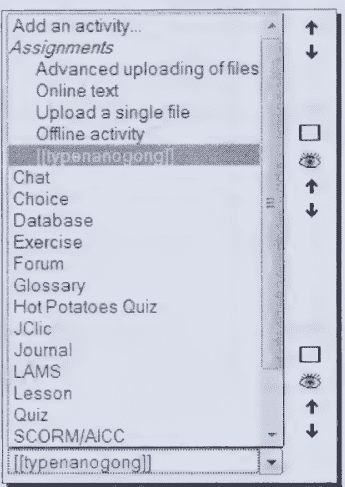 Add an activity...
Assignments
Advanced uploading of files
Online text
Upload a single file
Offline activity
[[typenanogong]]
Chat
Choice
Database
Exercise
Forum
Glossary
Hot Potatoes Quiz
JClic
Journal
LAMS
Lesson
Quiz
SCORM/AICC
[[typenanogong]]